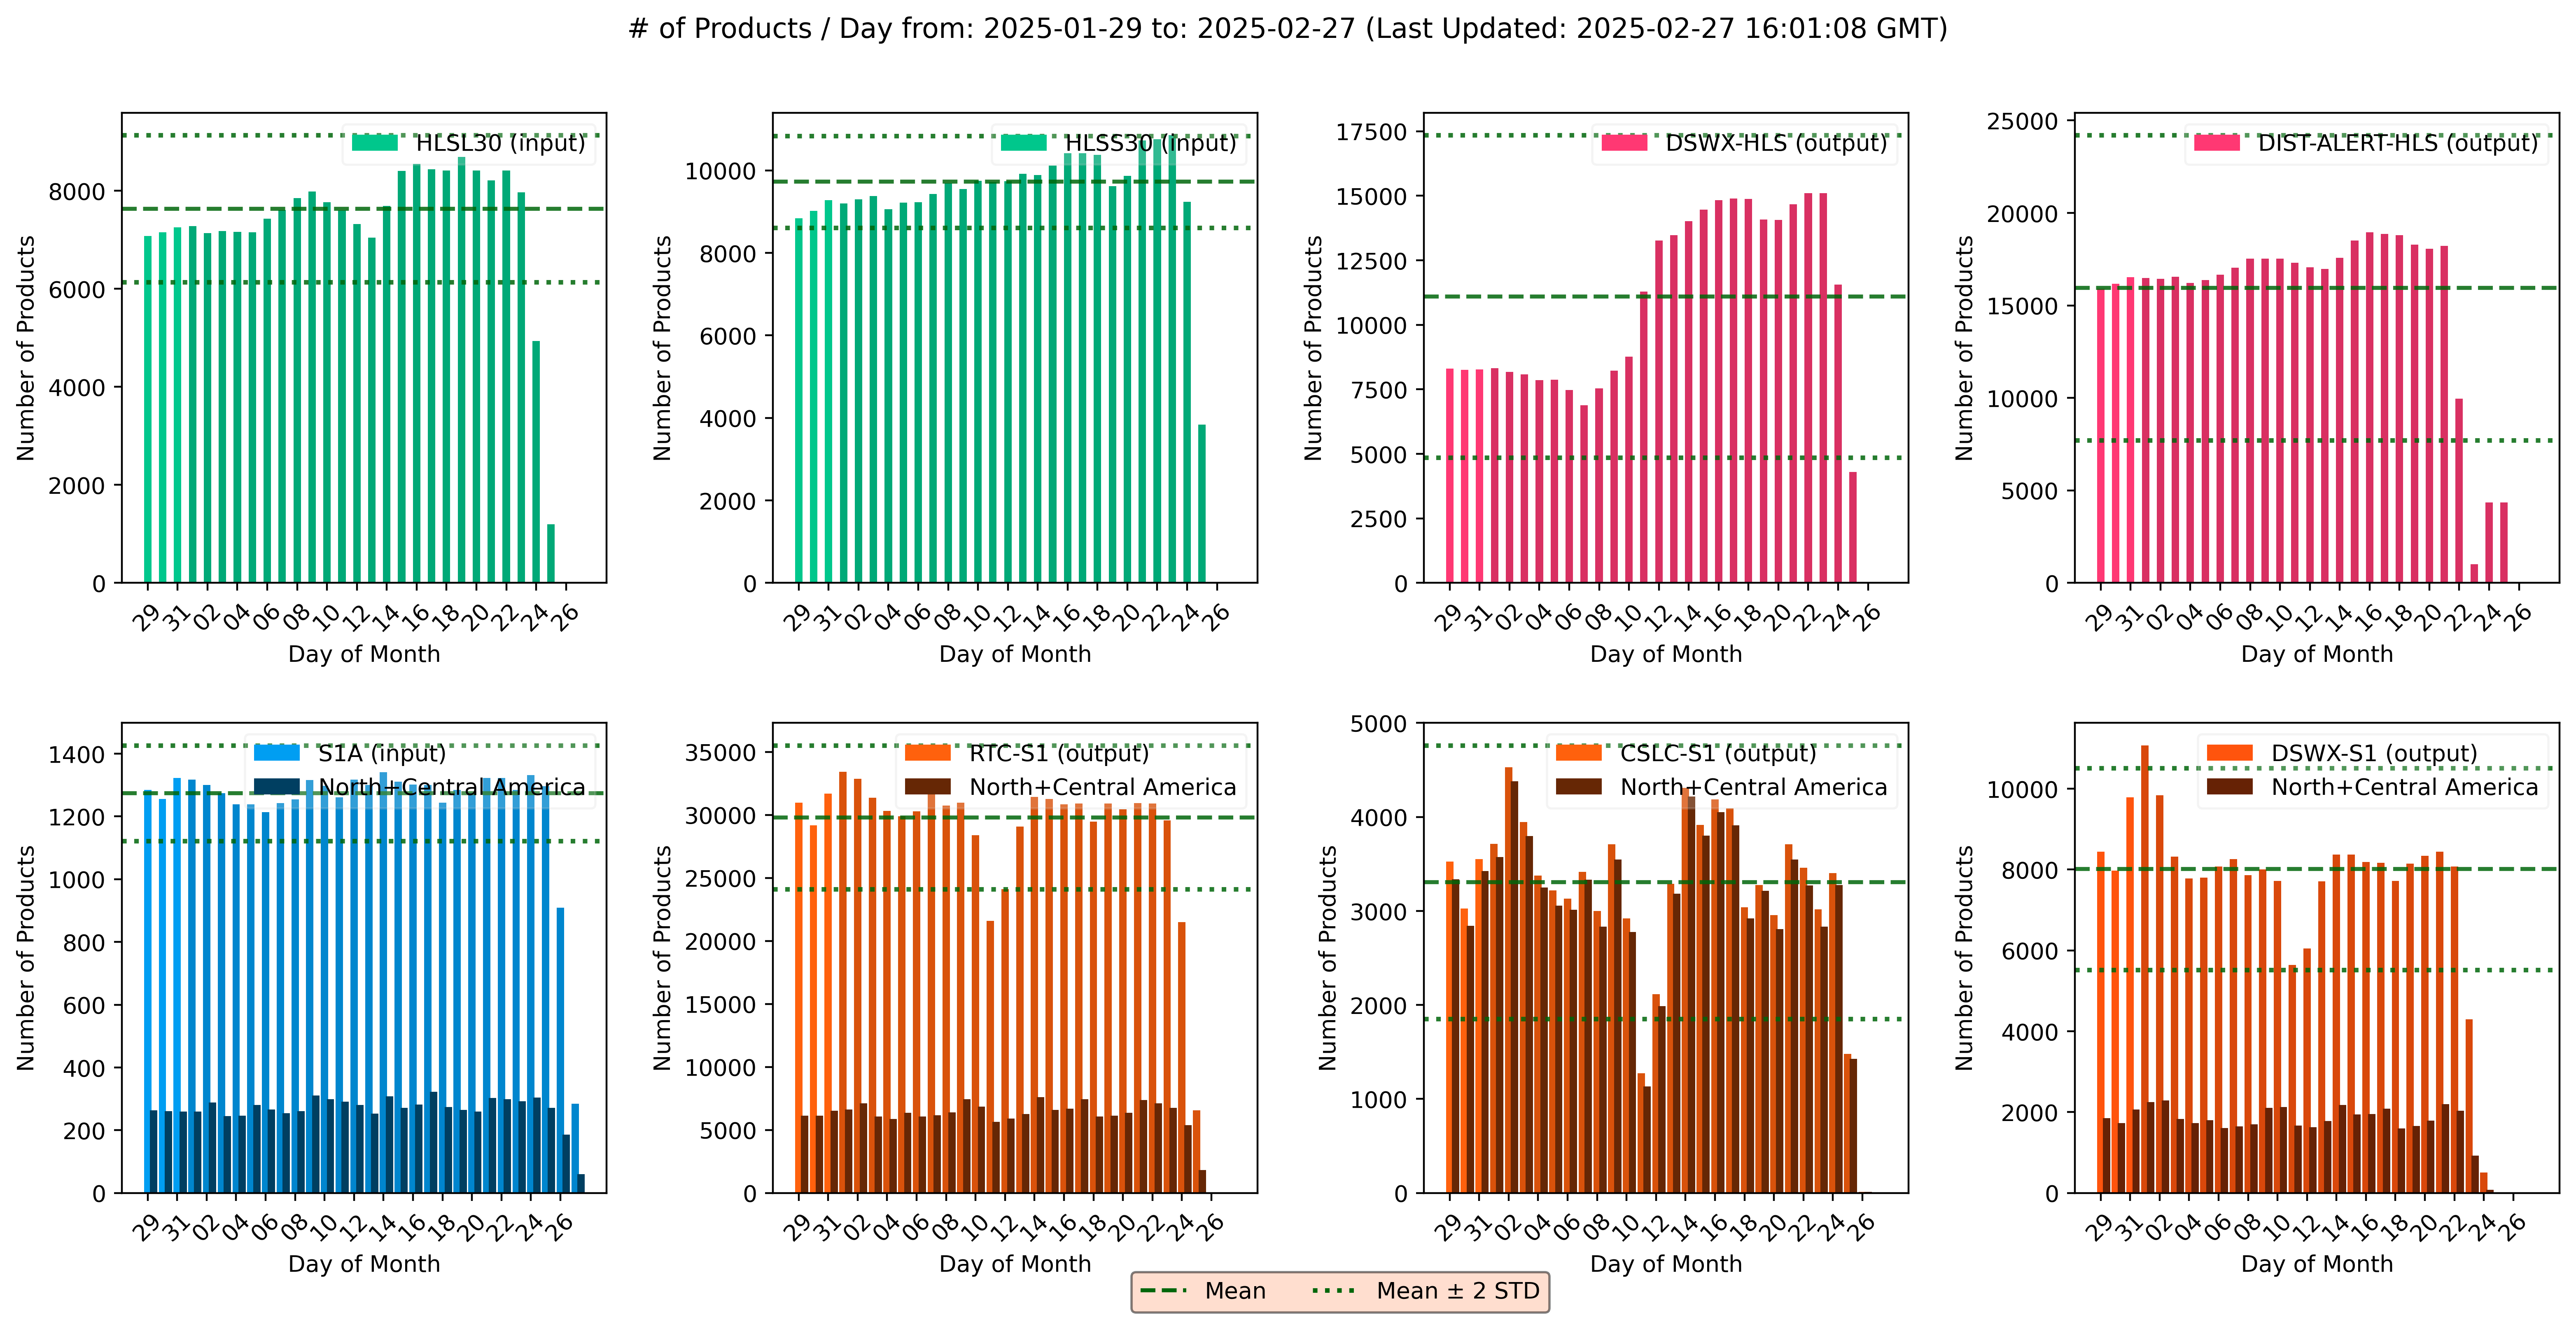 # of Products / Day from: 2025-01-29 to: 2025-02-27 (Last Updated: 2025-02-27 16:01:08 GMT)
HLSL30 (input)
Number of Products
8000
6000
4000
2000
0
29 31 02 04 06 08 10 12 14 16 18 20 22 24 26
Day of Month
HLSS30 (input)
Number of Products
10000
8000
6000
4000
2000
0
29 31 02 04 06 08 10 12 14 16 18 20 22 24 26
Day of Month
DSWX-HLS (output)
Number of Products
17500
15000
12500
10000
7500
5000
2500
0
29 31 02 04 06 08 10 12 14 16 18 20 22 24 26
Day of Month
DIST-ALERT-HLS (output)
Number of Products
25000
20000
15000
10000
5000
0
29 31 02 04 06 08 10 12 14 16 18 20 22 24 26
Day of Month
S1A (input)
North+Central America
Number of Products
1400
1200
1000
800
600
400
200
0
29 31 02 04 06 08 10 12 14 16 18 20 22 24 26
Day of Month
RTC-S1 (output)
North+Central America
Number of Products
35000
30000
25000
20000
15000
10000
5000
0
29 31 02 04 06 08 10 12 14 16 18 20 22 24 26
Day of Month
CSLC-S1 (output)
North+Central America
Number of Products
5000
4000
3000
2000
1000
0
29 31 02 04 06 08 10 12 14 16 18 20 22 24 26
Day of Month
DSWX-S1 (output)
North+Central America
Number of Products
10000
8000
6000
4000
2000
0
29 31 02 04 06 08 10 12 14 16 18 20 22 24 26
Day of Month
Mean
Mean ± 2 STD